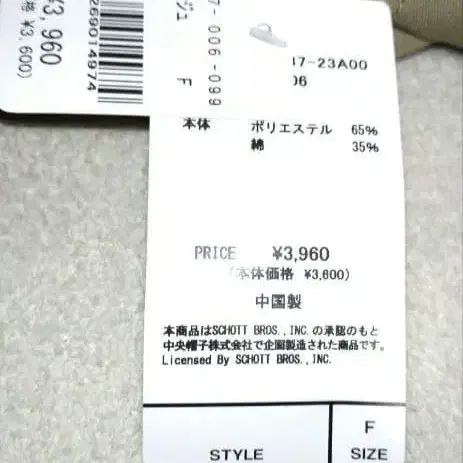 ¥3,960
格 ¥3,600)
269014974
7-006-099
ジュ
F
17-23A00
06
本体 ポリエステル 65%
綿 35%
PRICE ¥3,960
(本体価格 ¥3,600)
中国製
本商品はSCHOTT BROS.,INC.の承認のもと
中央帽子株式会社で企画製造された商品です。
Licensed By SCHOTT BROS.,INC.
F
STYLE SIZE